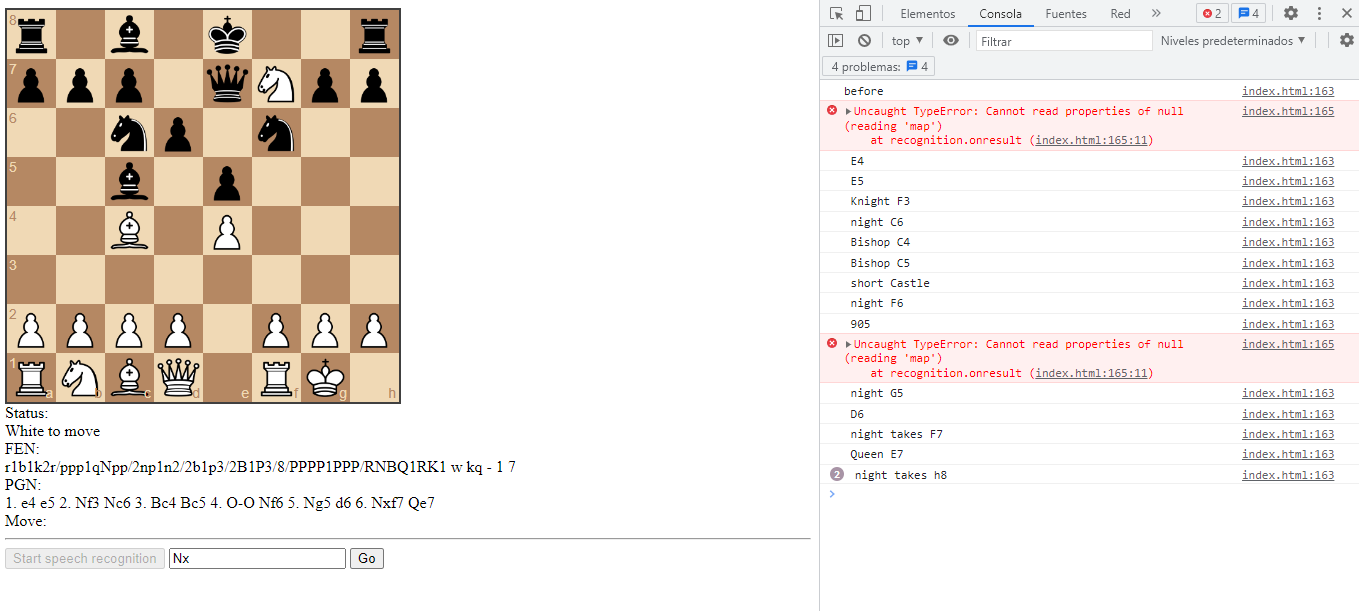 8
7
6
5
4
3
2
1
a b c d e f g h
Status:
White to move
FEN:
r1b1k2r/ppp1qNpp/2np1n2/2b1p3/2B1P3/8/PPPP1PPP/RNBQ1RK1 w kq - 1 7
PGN:
1. e4 e5 2. Nf3 Nc6 3. Bc4 Bc5 4. O-O Nf6 5. Ng5 d6 6. Nxf7 Qe7
Move:
Start speech recognition Nx Go
Elementos Consola Fuentes Red » 2 4
top ▼ Filtrar Niveles predeterminados ▼
4 problemas: 4
before index.html:163
Uncaught TypeError: Cannot read properties of null index.html:165
(reading 'map')
at recognition.onresult (index.html:165:11)
E4 index.html:163
E5 index.html:163
Knight F3 index.html:163
night C6 index.html:163
Bishop C4 index.html:163
Bishop C5 index.html:163
short Castle index.html:163
night F6 index.html:163
905 index.html:163
Uncaught TypeError: Cannot read properties of null index.html:165
(reading 'map')
at recognition.onresult (index.html:165:11)
night G5 index.html:163
D6 index.html:163
night takes F7 index.html:163
Queen E7 index.html:163
2 night takes h8 index.html:163